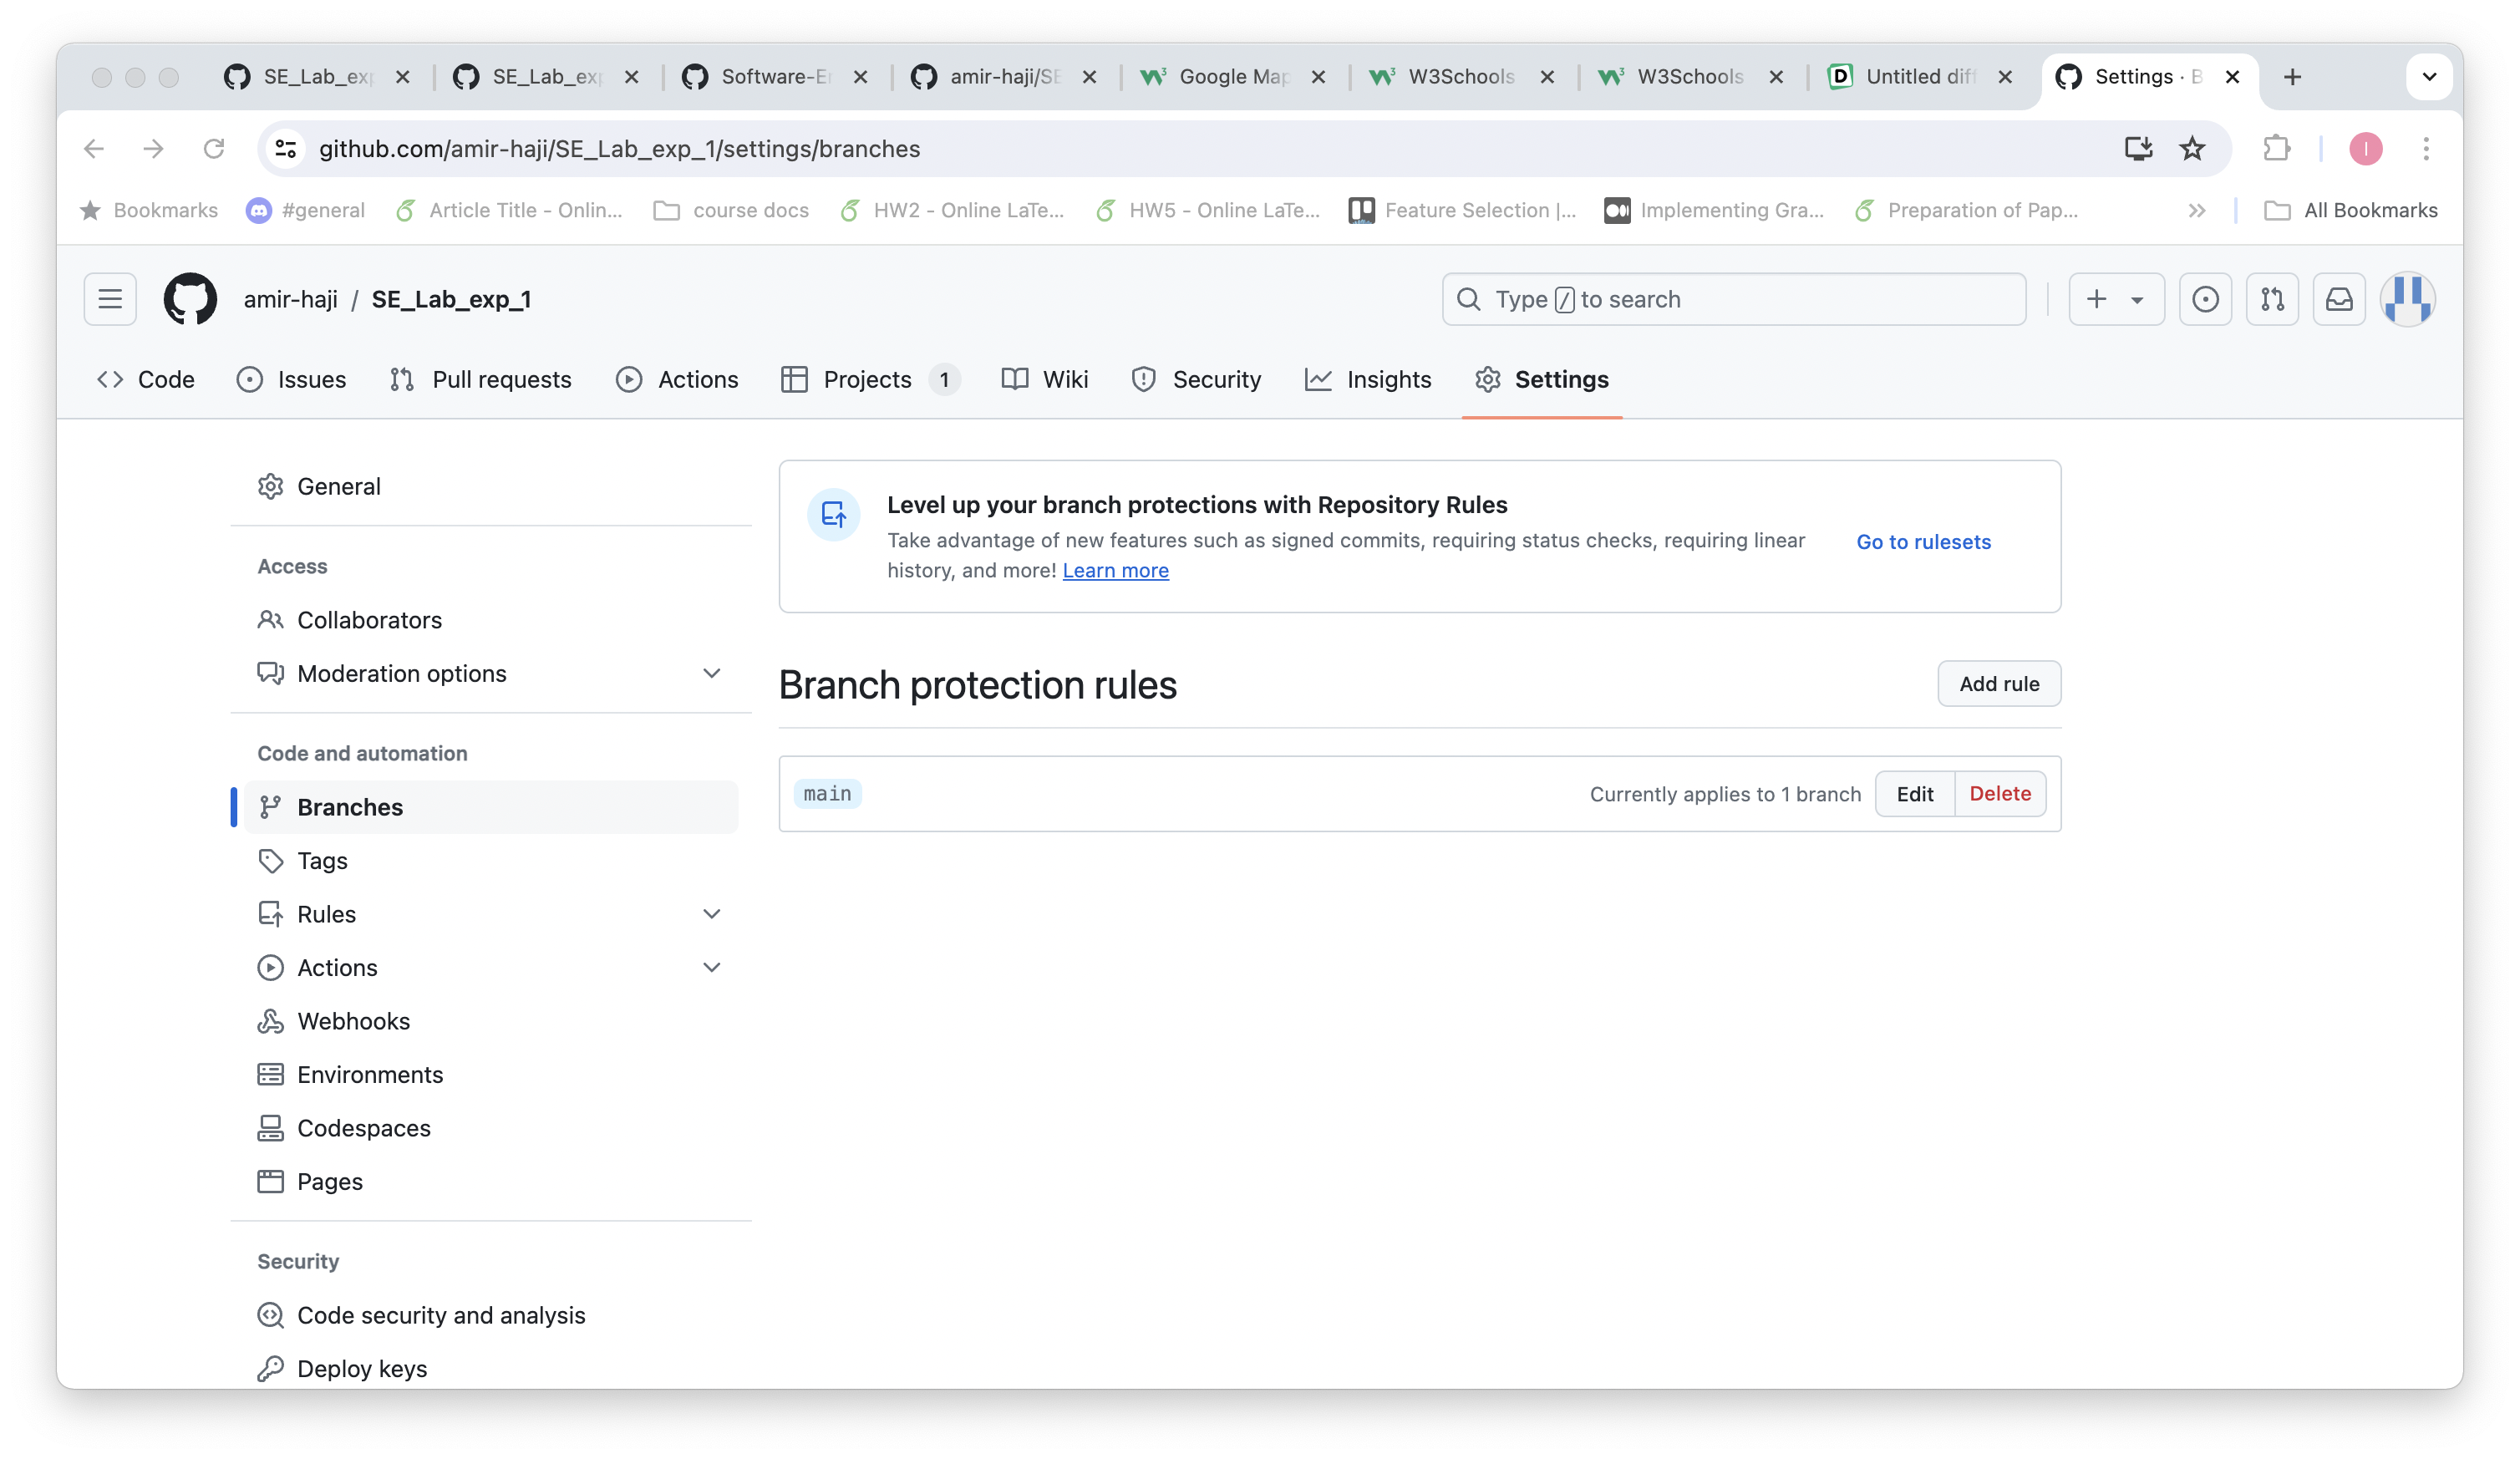 SE_Lab_exp
SE_Lab_exp
Software-En
amir-haji/SE
Google Map
W3Schools
W3Schools
Untitled diff
Settings · B
github.com/amir-haji/SE_Lab_exp_1/settings/branches
I
Bookmarks
#general
Article Title - Onlin...
course docs
HW2 - Online LaTe...
HW5 - Online LaTe...
Feature Selection |...
Implementing Gra...
Preparation of Pap...
All Bookmarks
amir-haji / SE_Lab_exp_1
Type / to search
Code
Issues
Pull requests
Actions
Projects 1
Wiki
Security
Insights
Settings
General
Access
Collaborators
Moderation options
Code and automation
Branches
Tags
Rules
Actions
Webhooks
Environments
Codespaces
Pages
Security
Code security and analysis
Deploy keys
Level up your branch protections with Repository Rules
Take advantage of new features such as signed commits, requiring status checks, requiring linear
history, and more! Learn more
Go to rulesets
Branch protection rules
Add rule
main
Currently applies to 1 branch
Edit
Delete